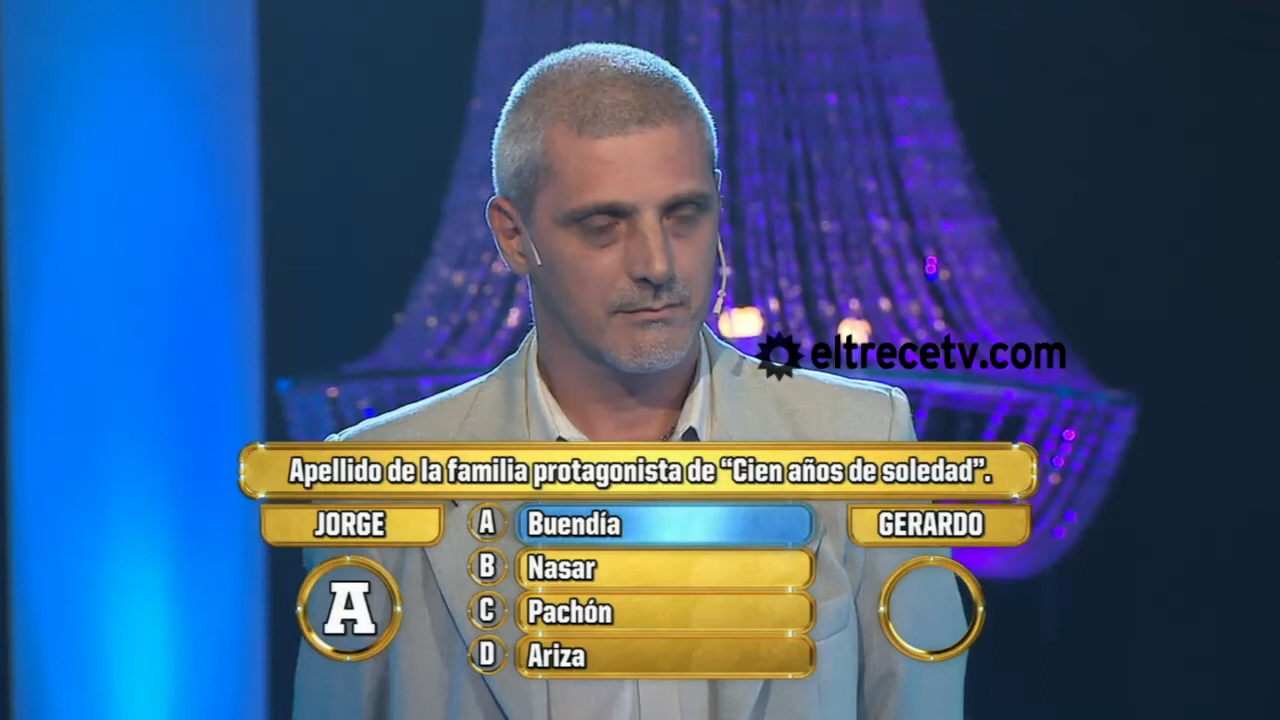 eltrecetv.com
Apellido de la familia protagonista de “Cien años de soledad”.
JORGE
A Buendía
GERARDO
B Nasar
A
C Pachón
D Ariza